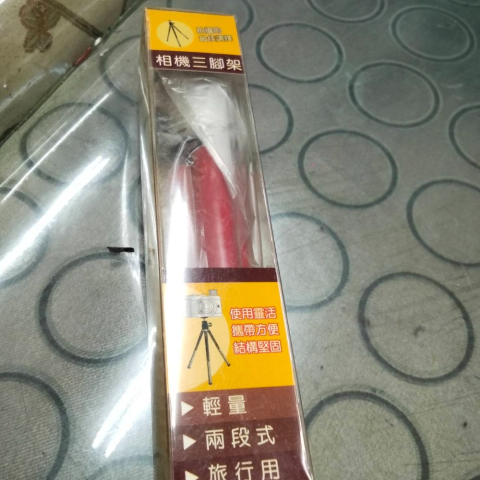 相機三腳架
使用靈活
攜帶方便
結構堅固
▶ 輕量
▶ 兩段式
▶ 旅行用